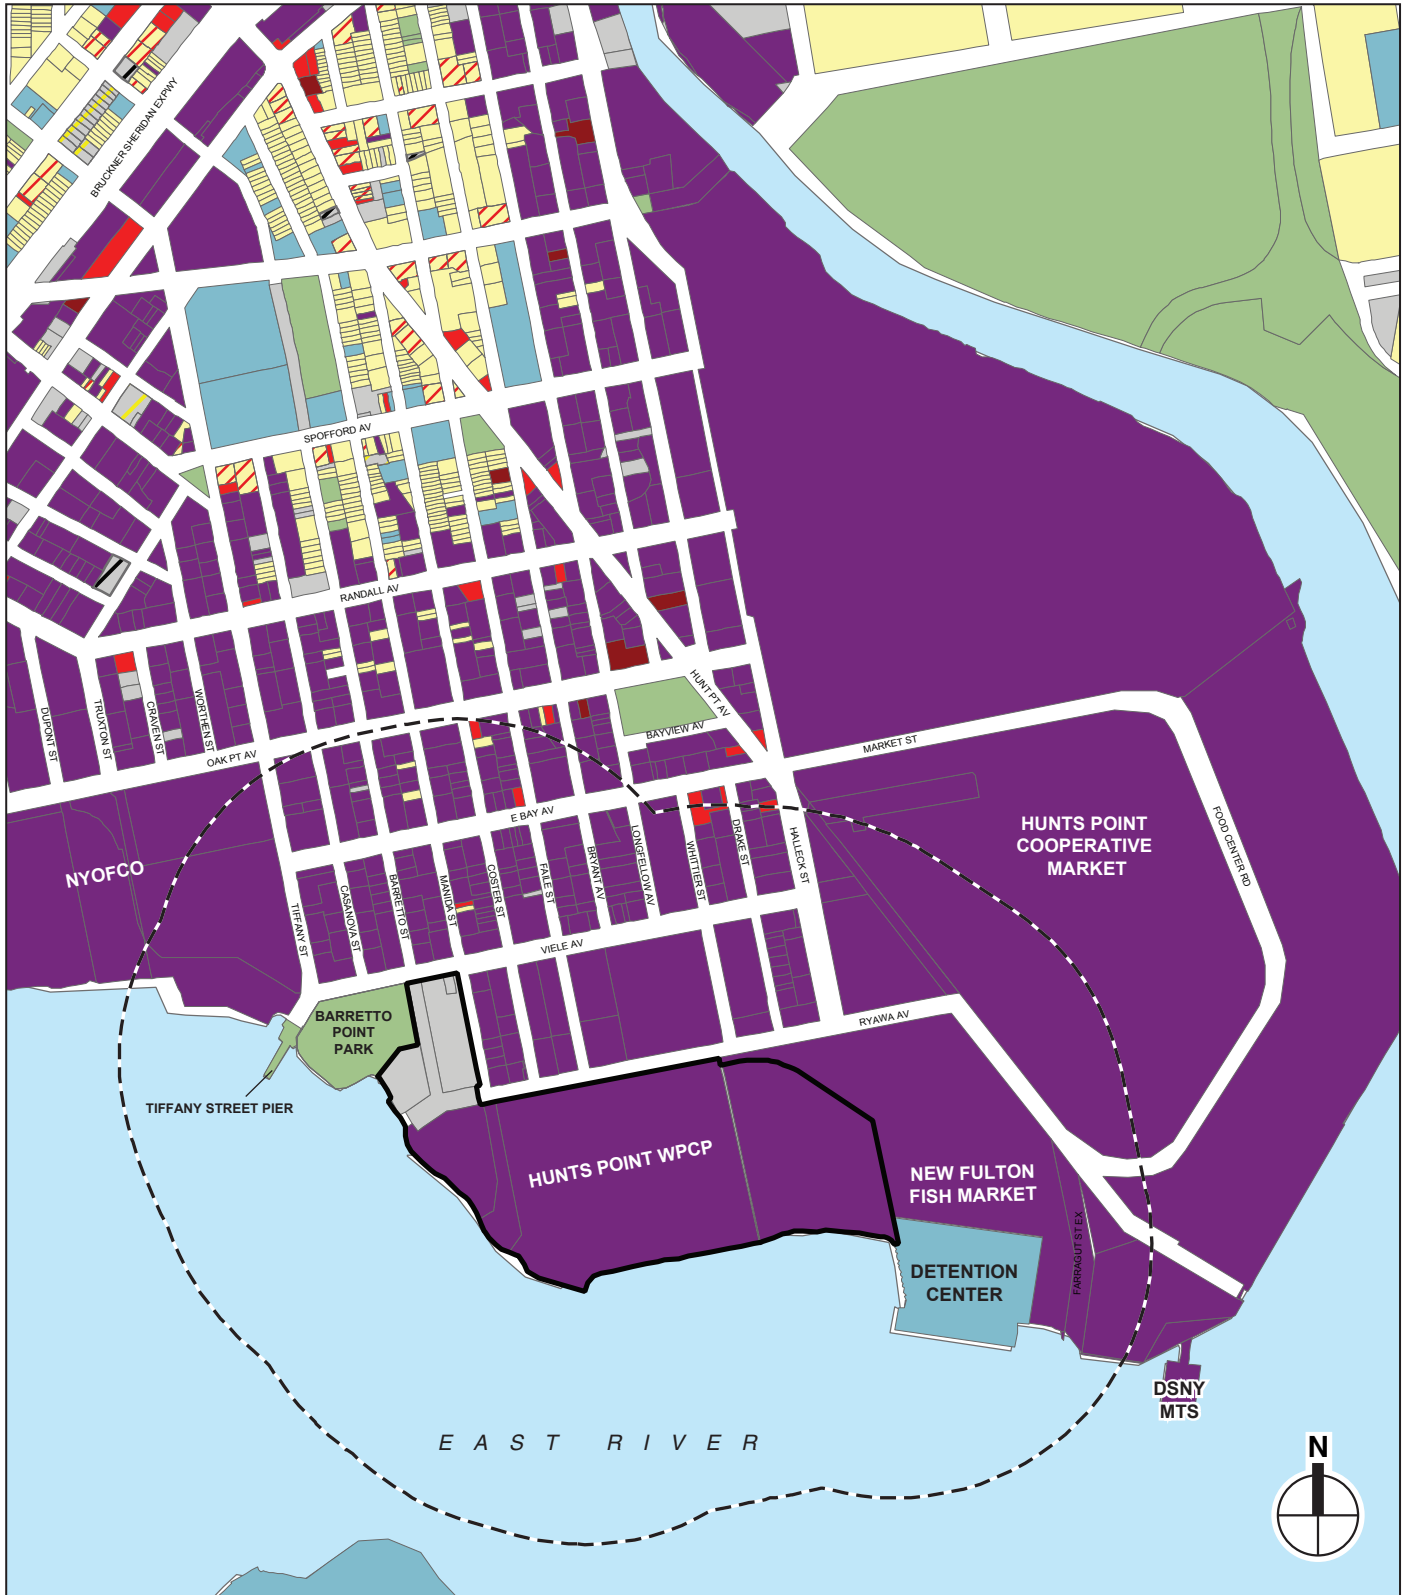 BRUCKNER SHERIDAN EXPWY
SPOFFORD AV
RANDALL AV
HUNT PT AV
DUPONT ST
TRUXTON ST
CRAVEN ST
WORTHEN ST
OAK PT AV
BAYVIEW AV
MARKET ST
FOOD CENTER RD
E BAY AV
HUNTS POINT
COOPERATIVE
MARKET
NYOFCO
TIFFANY ST
CASANOVA ST
BARRETTO ST
MANIDA ST
COSTER ST
FAILE ST
BRYANT AV
LONGFELLOW AV
WHITTIER ST
DRAKE ST
HALLECK ST
VIELE AV
RYAWA AV
BARRETTO
POINT
PARK
TIFFANY STREET PIER
HUNTS POINT WPCP
NEW FULTON
FISH MARKET
FARRAGUT ST EX
DETENTION
CENTER
DSNY
MTS
EAST RIVER
N